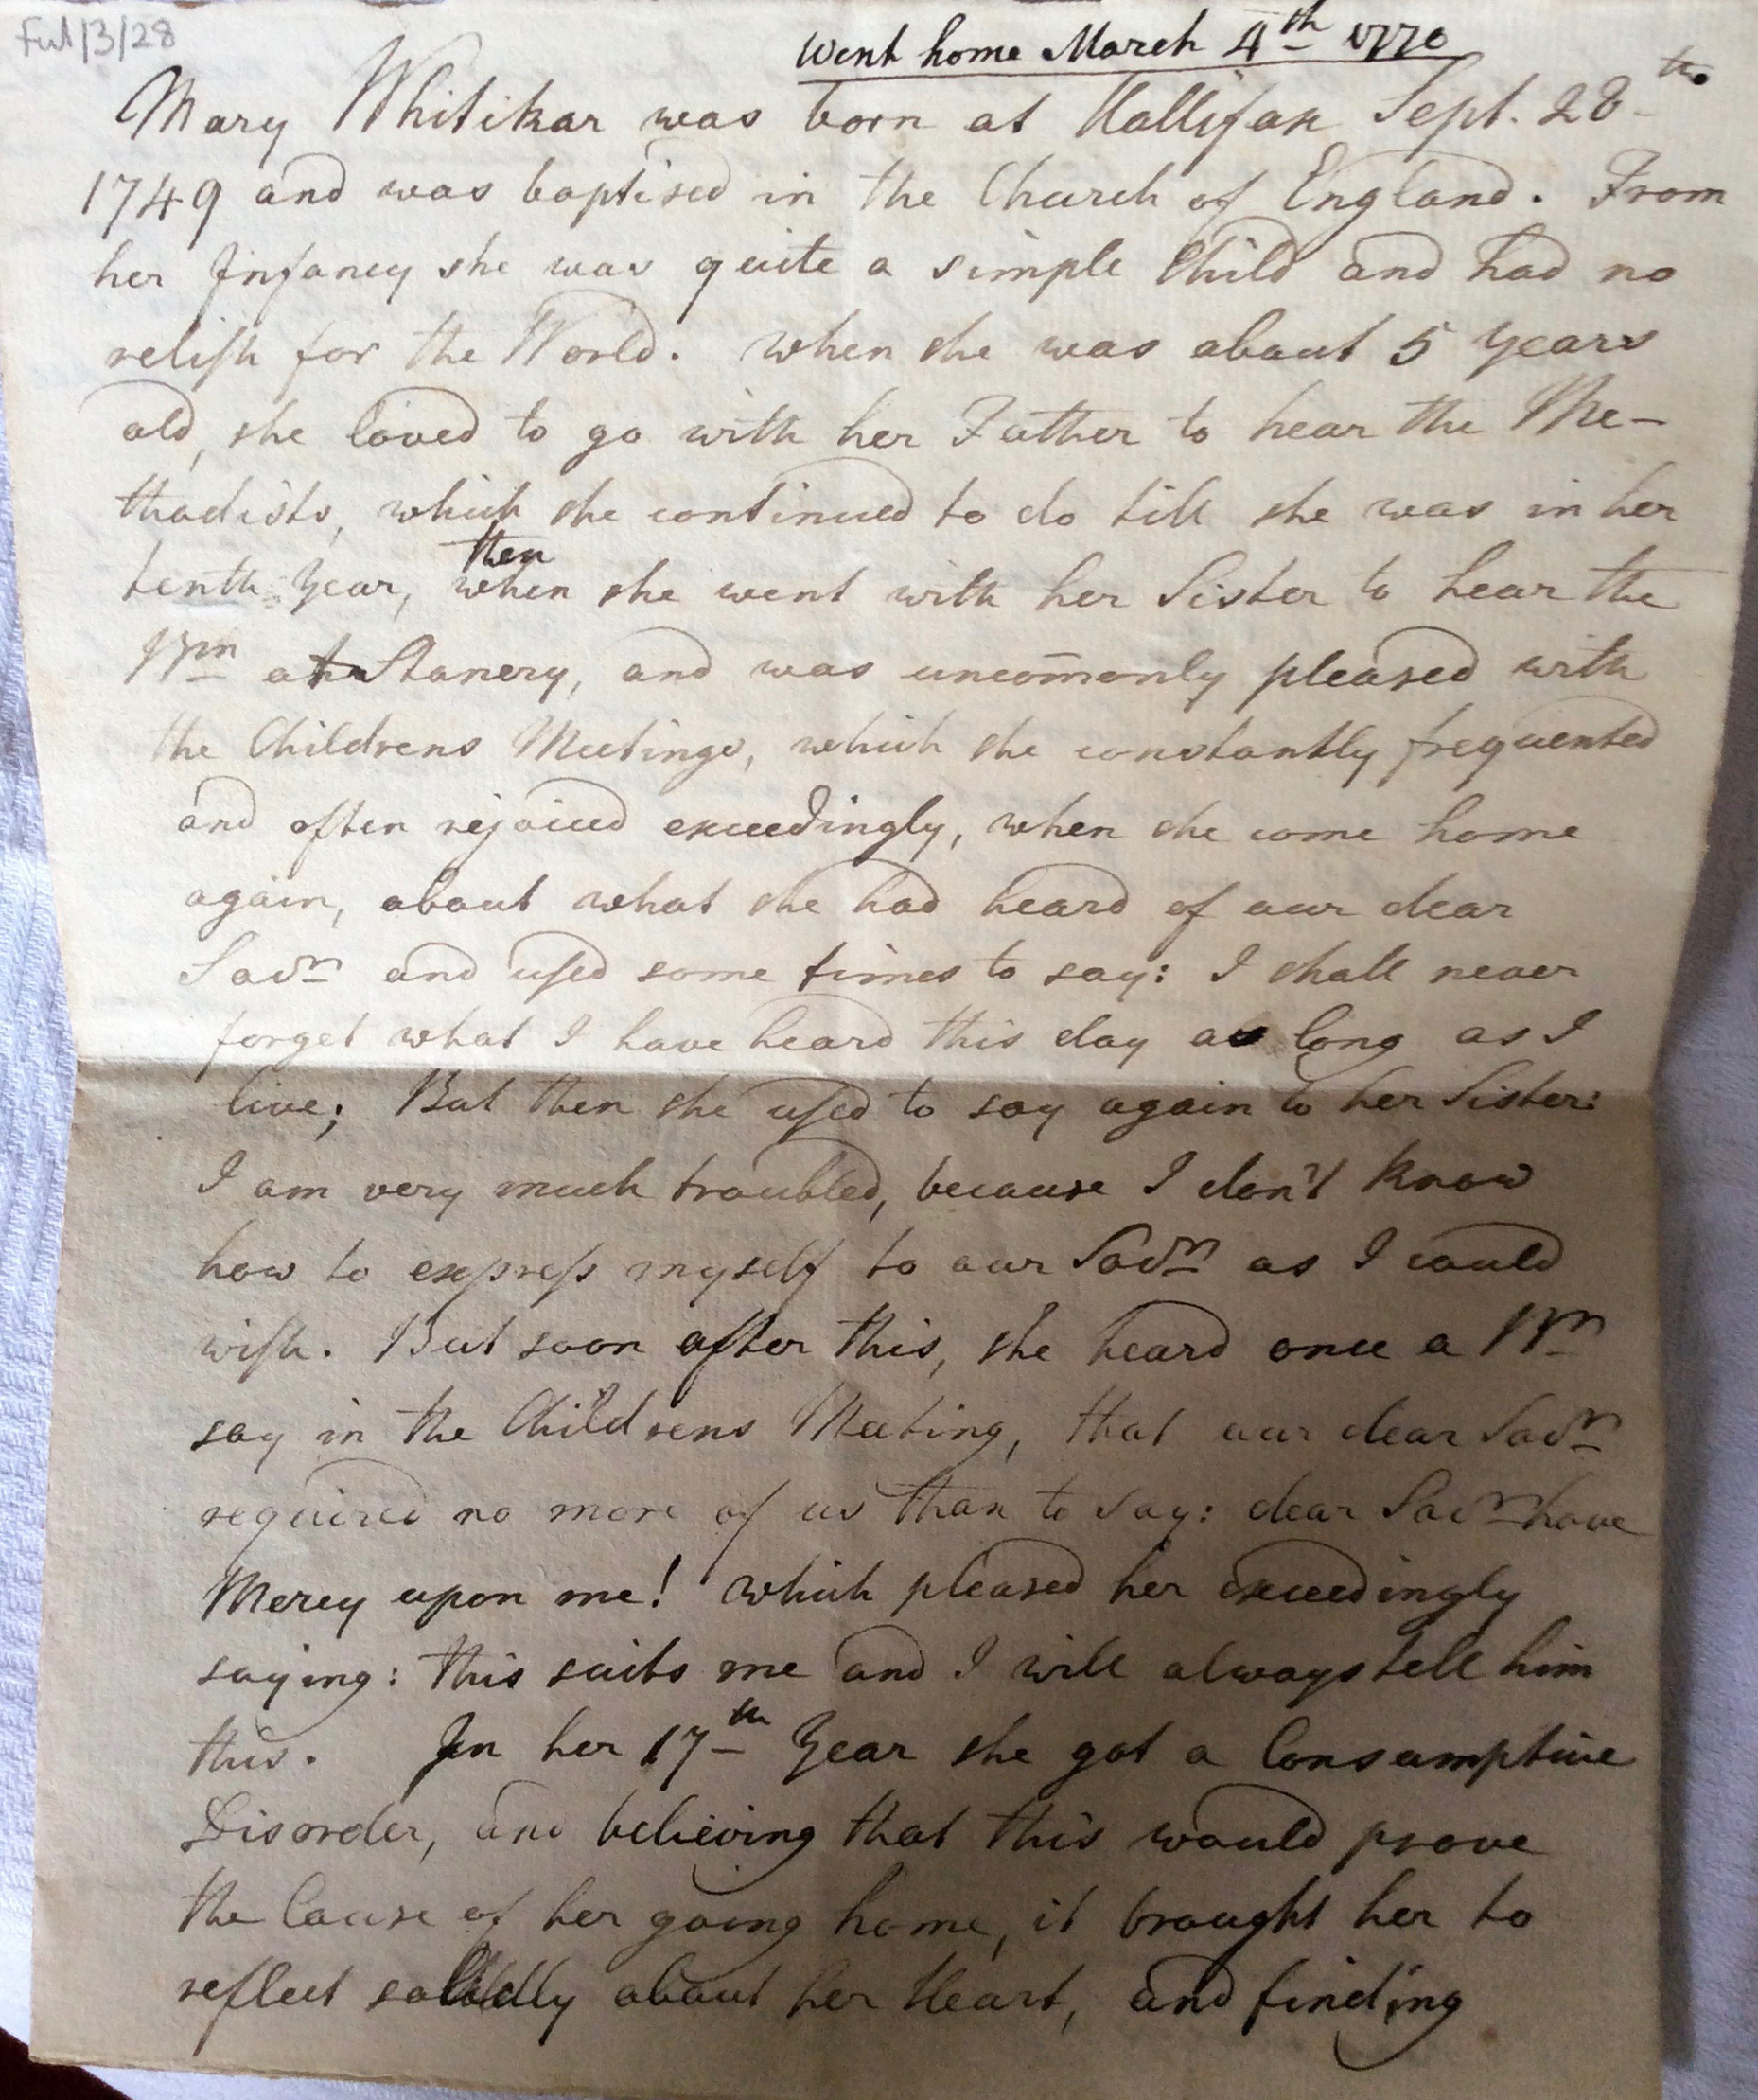 Ful/3/28
Went home March 4th 1770
Mary Whitikar was born at Hallifax Sept. 28th
1749 and was baptised in the Church of England. From
her Infancy she was quite a simple Child and had no
relish for the World. When she was about 5 Years
old, she loved to go with her Father to hear the Me-
thodists, which she continued to do till she was in her
then
tenth Year, when she went with her Sister to hear the
Brn at Stanery, and was uncom̄only pleased with
the Childrens Meetings, which she constantly frequented
and often rejoiced exceedingly, when she come home
again, about what she had heard of our dear
Savr and used some times to say: I shall never
forget what I have heard this day as long as I
live; But then she used to say again to her Sister:
I am very much troubled, because I don't know
how to express myself to our Savr as I could
wish. But soon after this, she heard once a Br
say in the Childrens Meeting, that our dear Savr
required no more of us than to say: dear Savr have
Mercy upon me! which pleased her exceedingly
saying: this suits me and I will always tell him
this. In her 17th Year she got a Consumptive
Disorder, and believing that this would prove
the Cause of her going home, it brought her to
reflect solidly about her Heart, and finding